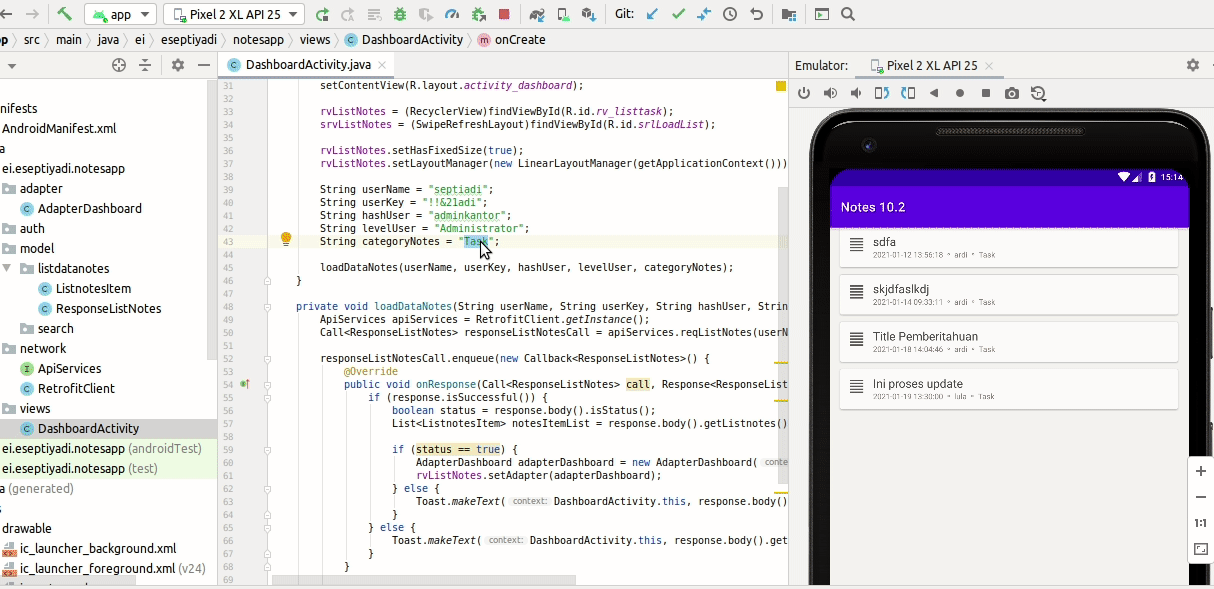 app
Pixel 2 XL API 25
Git:
src
main
java
ei
eseptiyadi
notesapp
views
DashboardActivity
onCreate
DashboardActivity.java
Emulator:
Pixel 2 XL API 25
nifests
AndroidManifest.xml
a
ei.eseptiyadi.notesapp
adapter
AdapterDashboard
auth
model
listdatanotes
ListnotesItem
ResponseListNotes
search
network
ApiServices
RetrofitClient
views
DashboardActivity
ei.eseptiyadi.notesapp (androidTest)
ei.eseptiyadi.notesapp (test)
a (generated)
drawable
ic_launcher_background.xml
ic_launcher_foreground.xml (v24)
31 setContentView(R.layout.activity_dashboard);
32
33 rvListNotes = (RecyclerView)findViewById(R.id.rv_listtask);
34 srvListNotes = (SwipeRefreshLayout)findViewById(R.id.srlLoadList);
35
36 rvListNotes.setHasFixedSize(true);
37 rvListNotes.setLayoutManager(new LinearLayoutManager(getApplicationContext()))
38
39 String userName = "septiadi";
40 String userKey = "!!&21adi";
41 String hashUser = "adminkantor";
42 String levelUser = "Administrator";
43 String categoryNotes = "Task";
44
45 loadDataNotes(userName, userKey, hashUser, levelUser, categoryNotes);
46 }
47
48 private void loadDataNotes(String userName, String userKey, String hashUser, Strin
49 ApiServices apiServices = RetrofitClient.getInstance();
50 Call<ResponseListNotes> responseListNotesCall = apiServices.reqListNotes(userN
51
52 responseListNotesCall.enqueue(new Callback<ResponseListNotes>() {
53 @Override
54 public void onResponse(Call<ResponseListNotes> call, Response<ResponseList
55 if (response.isSuccessful()) {
56 boolean status = response.body().isStatus();
57 List<ListnotesItem> notesItemList = response.body().getListnotes()
58
59 if (status == true) {
60 AdapterDashboard adapterDashboard = new AdapterDashboard( conte
61 rvListNotes.setAdapter(adapterDashboard);
62 } else {
63 Toast.makeText( context: DashboardActivity.this, response.body()
64 }
65 } else {
66 Toast.makeText( context: DashboardActivity.this, response.body().get
67 }
68 }
69
15:14
Notes 10.2
sdfa
2021-01-12 13:56:18 • ardi • Task
skjdfaslkdj
2021-01-14 09:33:11 • ardi • Task
Title Pemberitahuan
2021-01-18 14:04:46 • ardi • Task
Ini proses update
2021-01-19 13:30:00 • lula • Task
1:1